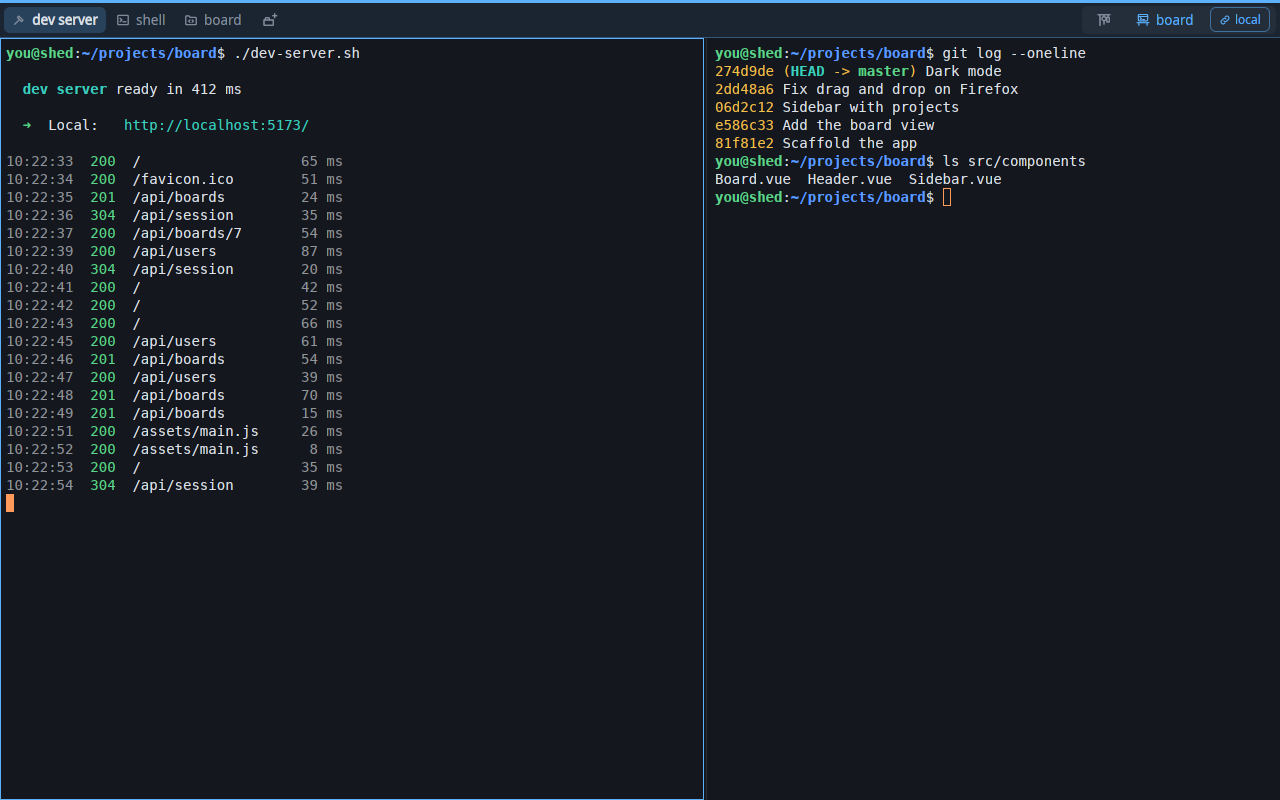 dev server shell board board local
you@shed:~/projects/board$ ./dev-server.sh
dev server ready in 412 ms
➜ Local: http://localhost:5173/
10:22:33 200 / 65 ms
10:22:34 200 /favicon.ico 51 ms
10:22:35 201 /api/boards 24 ms
10:22:36 304 /api/session 35 ms
10:22:37 200 /api/boards/7 54 ms
10:22:39 200 /api/users 87 ms
10:22:40 304 /api/session 20 ms
10:22:41 200 / 42 ms
10:22:42 200 / 52 ms
10:22:43 200 / 66 ms
10:22:45 200 /api/users 61 ms
10:22:46 201 /api/boards 54 ms
10:22:47 200 /api/users 39 ms
10:22:48 201 /api/boards 70 ms
10:22:49 201 /api/boards 15 ms
10:22:51 200 /assets/main.js 26 ms
10:22:52 200 /assets/main.js 8 ms
10:22:53 200 / 35 ms
10:22:54 304 /api/session 39 ms
you@shed:~/projects/board$ git log --oneline
274d9de (HEAD -> master) Dark mode
2dd48a6 Fix drag and drop on Firefox
06d2c12 Sidebar with projects
e586c33 Add the board view
81f81e2 Scaffold the app
you@shed:~/projects/board$ ls src/components
Board.vue Header.vue Sidebar.vue
you@shed:~/projects/board$